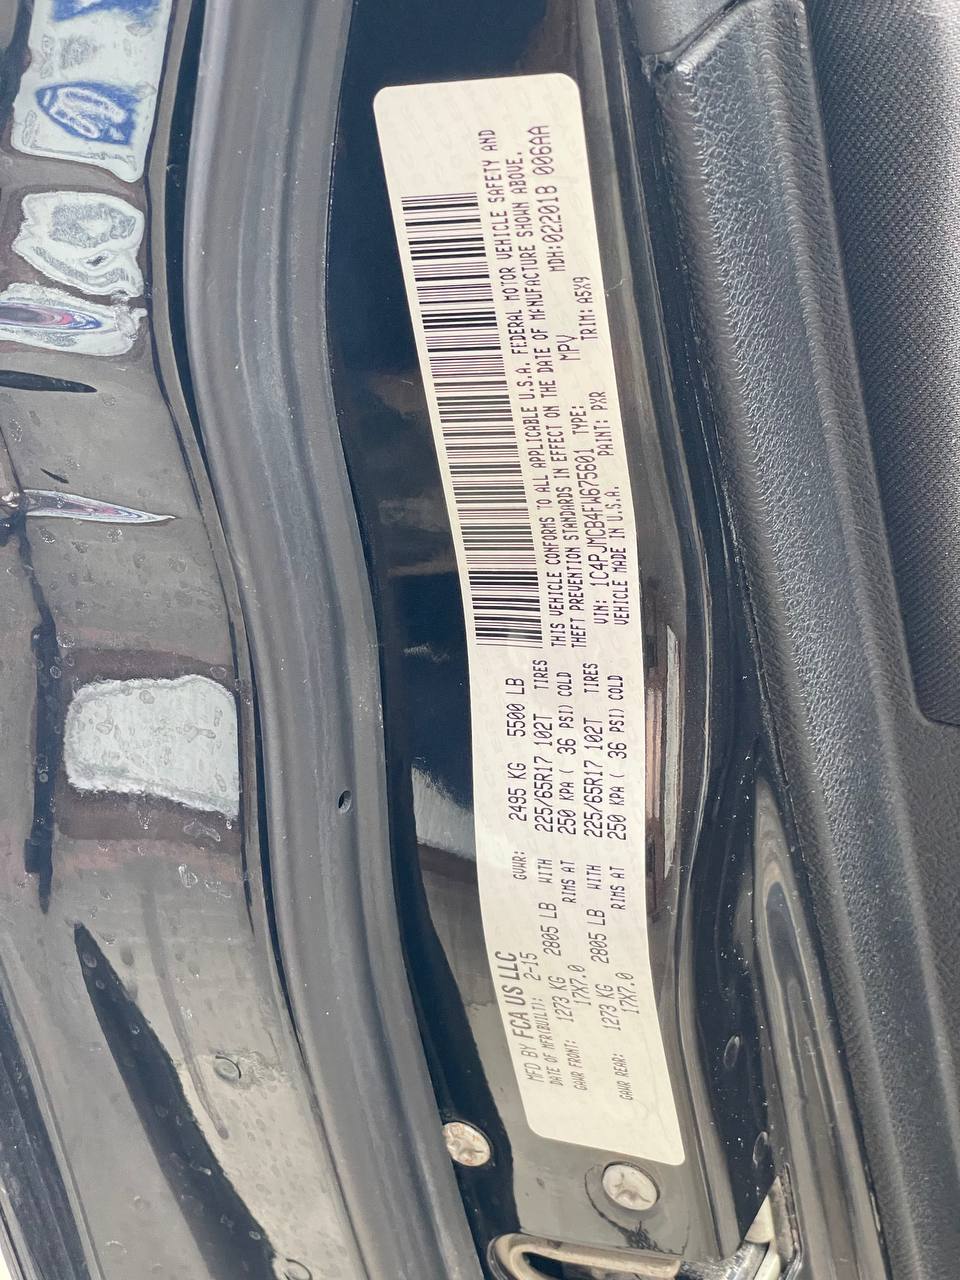 MFD BY FCA US LLC
DATE OF MFR(BUILT): 2-15 GVWR: 2495 KG 5500 LB
GAWR FRONT: 1273 KG 2805 LB WITH 225/65R17 102T TIRES
17X7.0 RIMS AT 250 KPA ( 36 PSI) COLD
GAWR REAR: 1273 KG 2805 LB WITH 225/65R17 102T TIRES
17X7.0 RIMS AT 250 KPA ( 36 PSI) COLD
THIS VEHICLE CONFORMS TO ALL APPLICABLE U.S.A. FEDERAL MOTOR VEHICLE SAFETY AND
THEFT PREVENTION STANDARDS IN EFFECT ON THE DATE OF MANUFACTURE SHOWN ABOVE.
VIN: 1C4PJMCB4FW675601 TYPE: MPV MDH:022018 006AA
VEHICLE MADE IN U.S.A. PAINT: PXR TRIM: A5X9